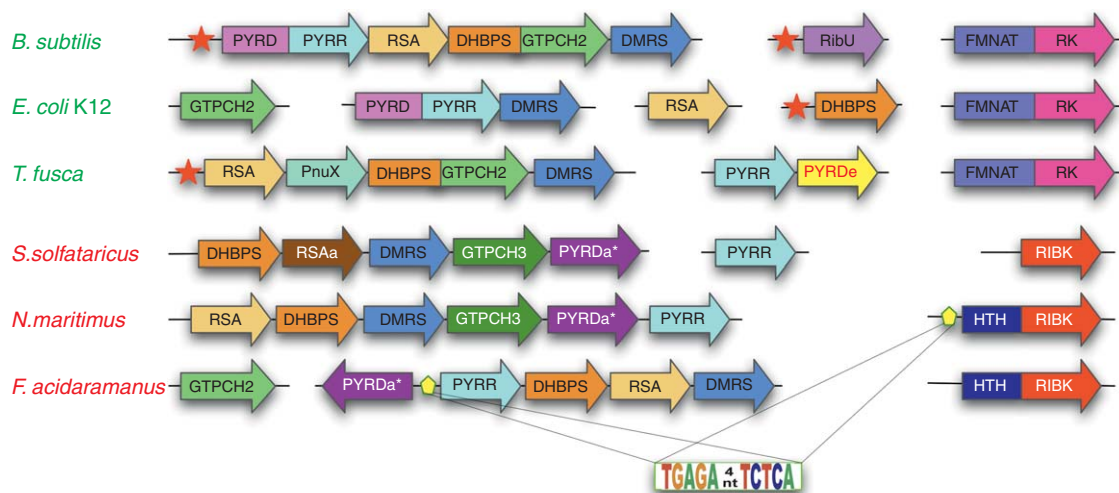 B. subtilis PYRD PYRR RSA DHBPS GTPCH2 DMRS RibU FMNAT RK
E. coli K12 GTPCH2 PYRD PYRR DMRS RSA DHBPS FMNAT RK
T. fusca RSA PnuX DHBPS GTPCH2 DMRS PYRR PYRDe FMNAT RK
S.solfataricus DHBPS RSAa DMRS GTPCH3 PYRDa* PYRR RIBK
N.maritimus RSA DHBPS DMRS GTPCH3 PYRDa* PYRR HTH RIBK
F. acidaramanus GTPCH2 PYRDa* PYRR DHBPS RSA DMRS HTH RIBK
TGAGA 4 nt TCTCA